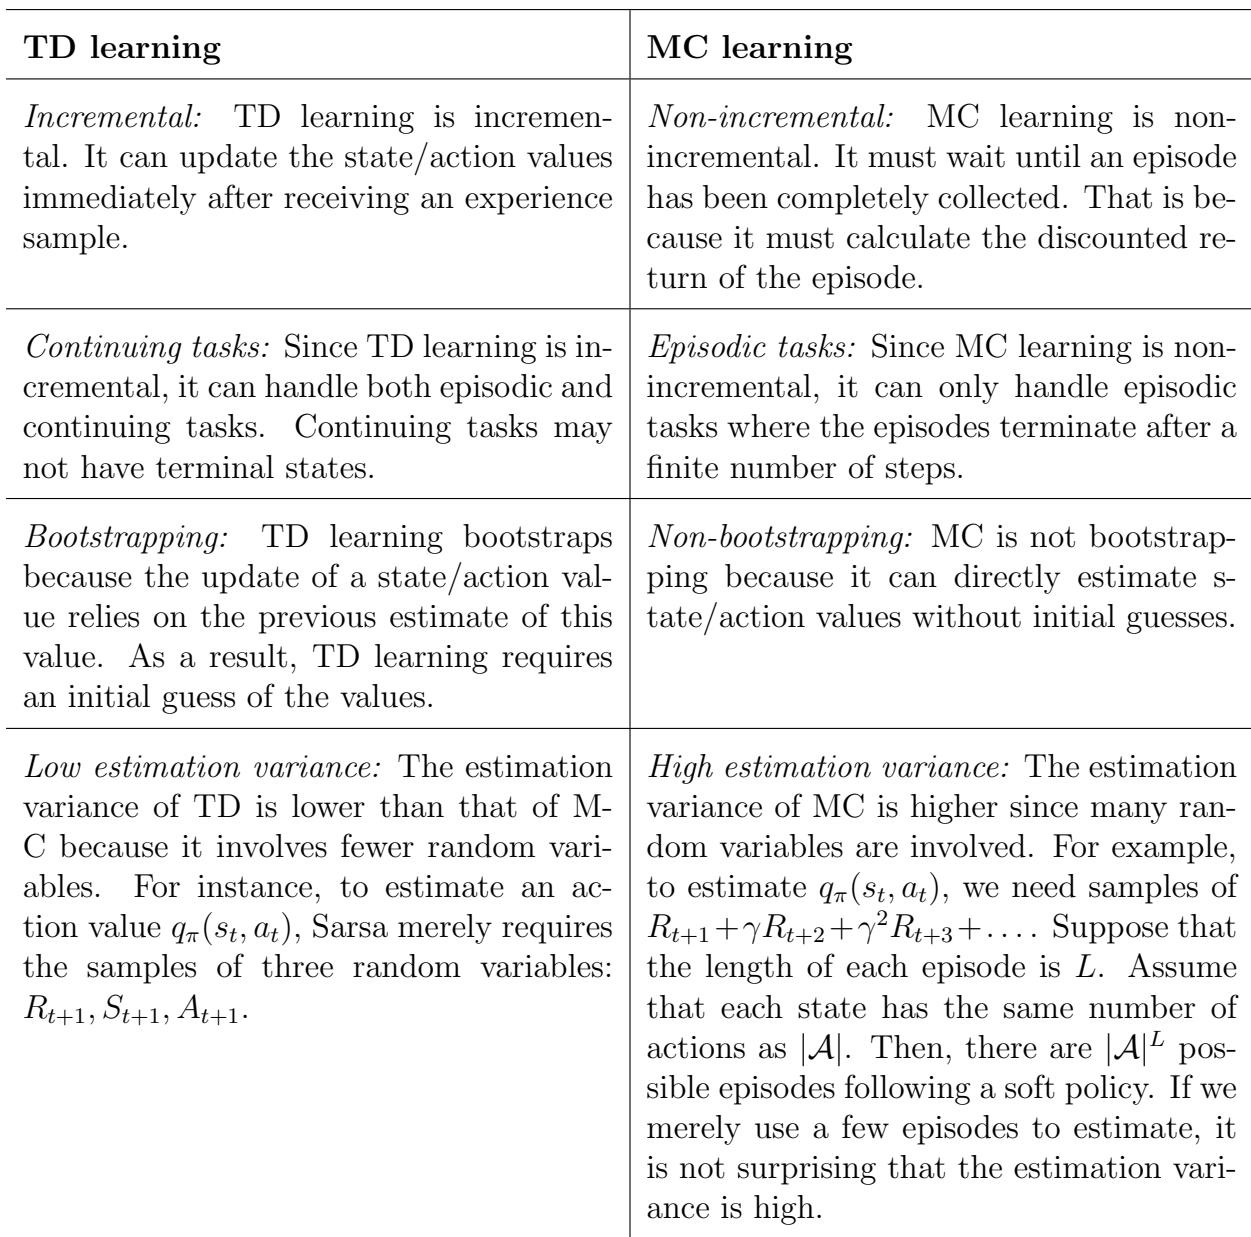 TD learning
MC learning
Incremental: TD learning is incremen-
tal. It can update the state/action values
immediately after receiving an experience
sample.
Non-incremental: MC learning is non-
incremental. It must wait until an episode
has been completely collected. That is be-
cause it must calculate the discounted re-
turn of the episode.
Continuing tasks: Since TD learning is in-
cremental, it can handle both episodic and
continuing tasks. Continuing tasks may
not have terminal states.
Episodic tasks: Since MC learning is non-
incremental, it can only handle episodic
tasks where the episodes terminate after a
finite number of steps.
Bootstrapping: TD learning bootstraps
because the update of a state/action val-
ue relies on the previous estimate of this
value. As a result, TD learning requires
an initial guess of the values.
Non-bootstrapping: MC is not bootstrap-
ping because it can directly estimate s-
tate/action values without initial guesses.
Low estimation variance: The estimation
variance of TD is lower than that of M-
C because it involves fewer random vari-
ables. For instance, to estimate an ac-
tion value $q_\pi(s_t, a_t)$, Sarsa merely requires
the samples of three random variables:
$R_{t+1}, S_{t+1}, A_{t+1}$.
High estimation variance: The estimation
variance of MC is higher since many ran-
dom variables are involved. For example,
to estimate $q_\pi(s_t, a_t)$, we need samples of
$R_{t+1} + \gamma R_{t+2} + \gamma^2 R_{t+3} + \dots$. Suppose that
the length of each episode is $L$. Assume
that each state has the same number of
actions as $|\mathcal{A}|$. Then, there are $|\mathcal{A}|^L$ pos-
sible episodes following a soft policy. If we
merely use a few episodes to estimate, it
is not surprising that the estimation vari-
ance is high.